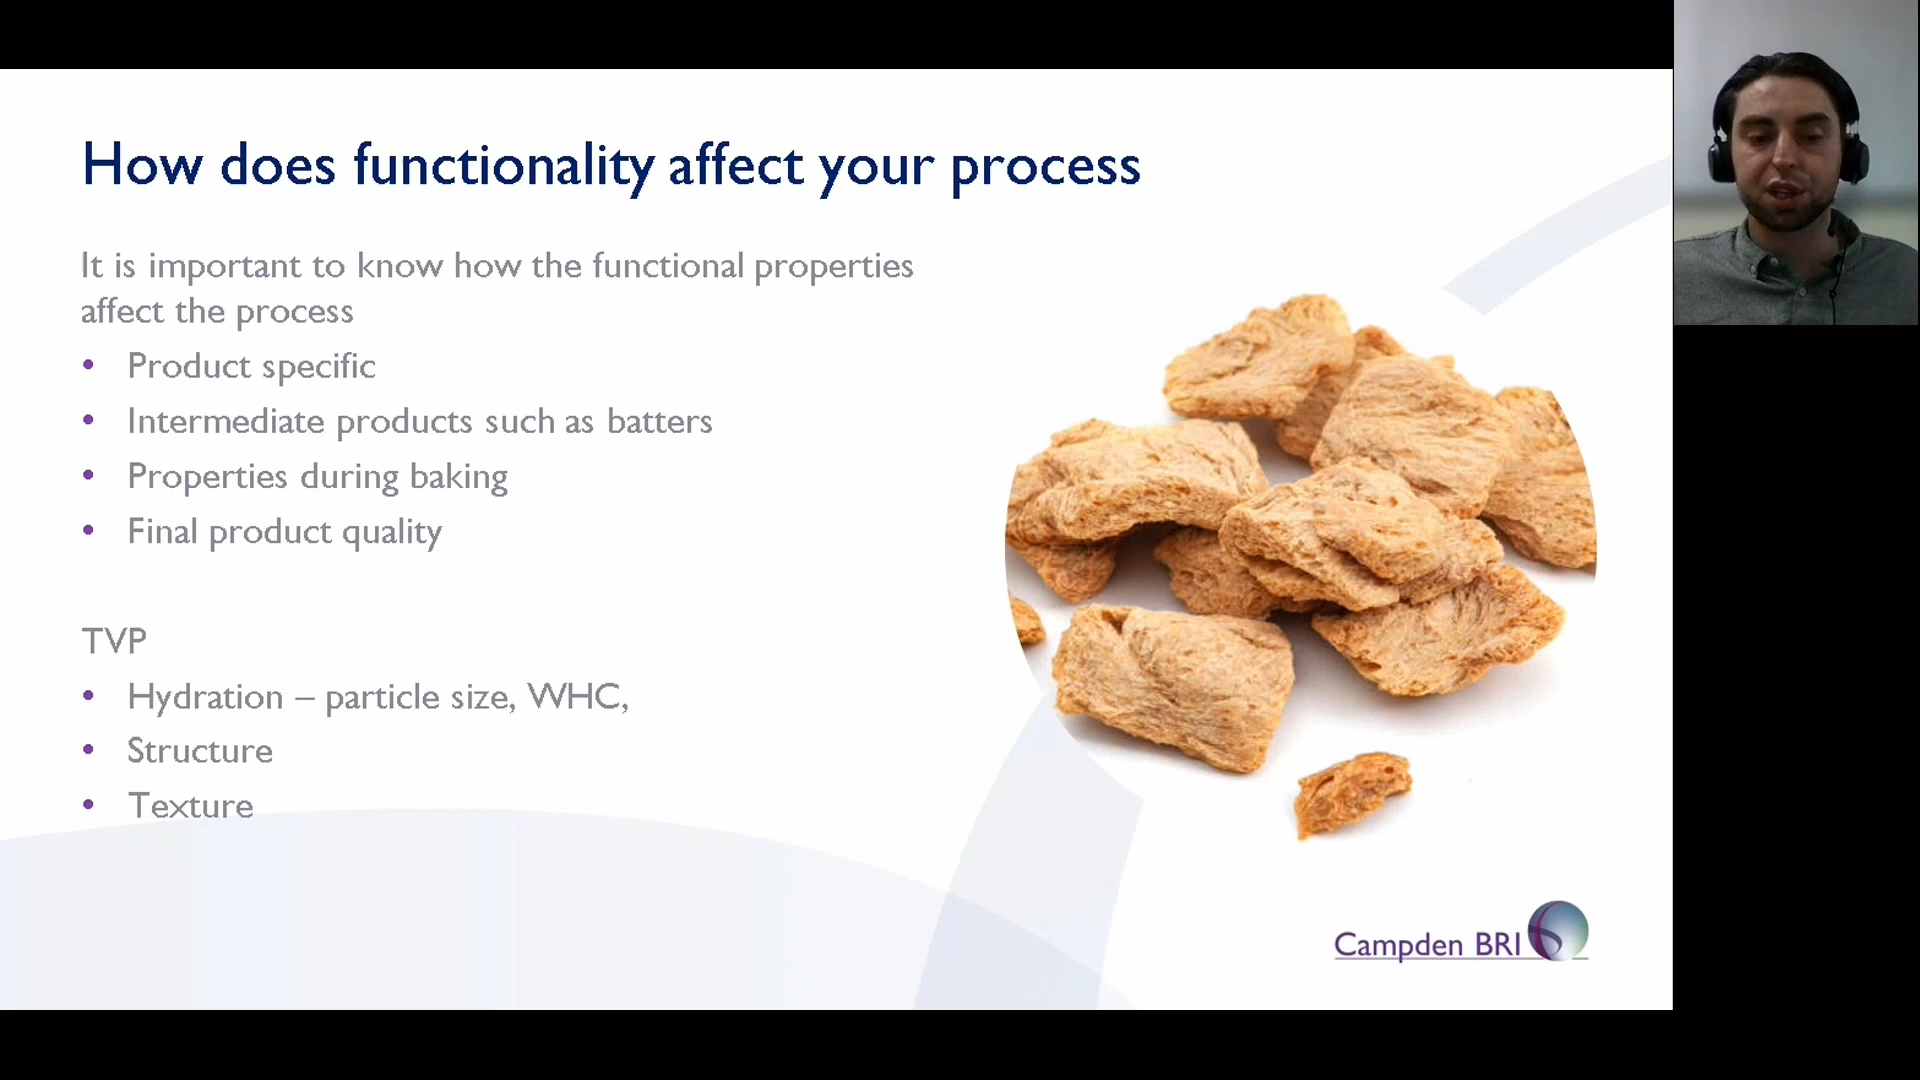 How does functionality affect your process
It is important to know how the functional properties
affect the process
• Product specific
• Intermediate products such as batters
• Properties during baking
• Final product quality
TVP
• Hydration – particle size, WHC,
• Structure
• Texture
Campden BRI